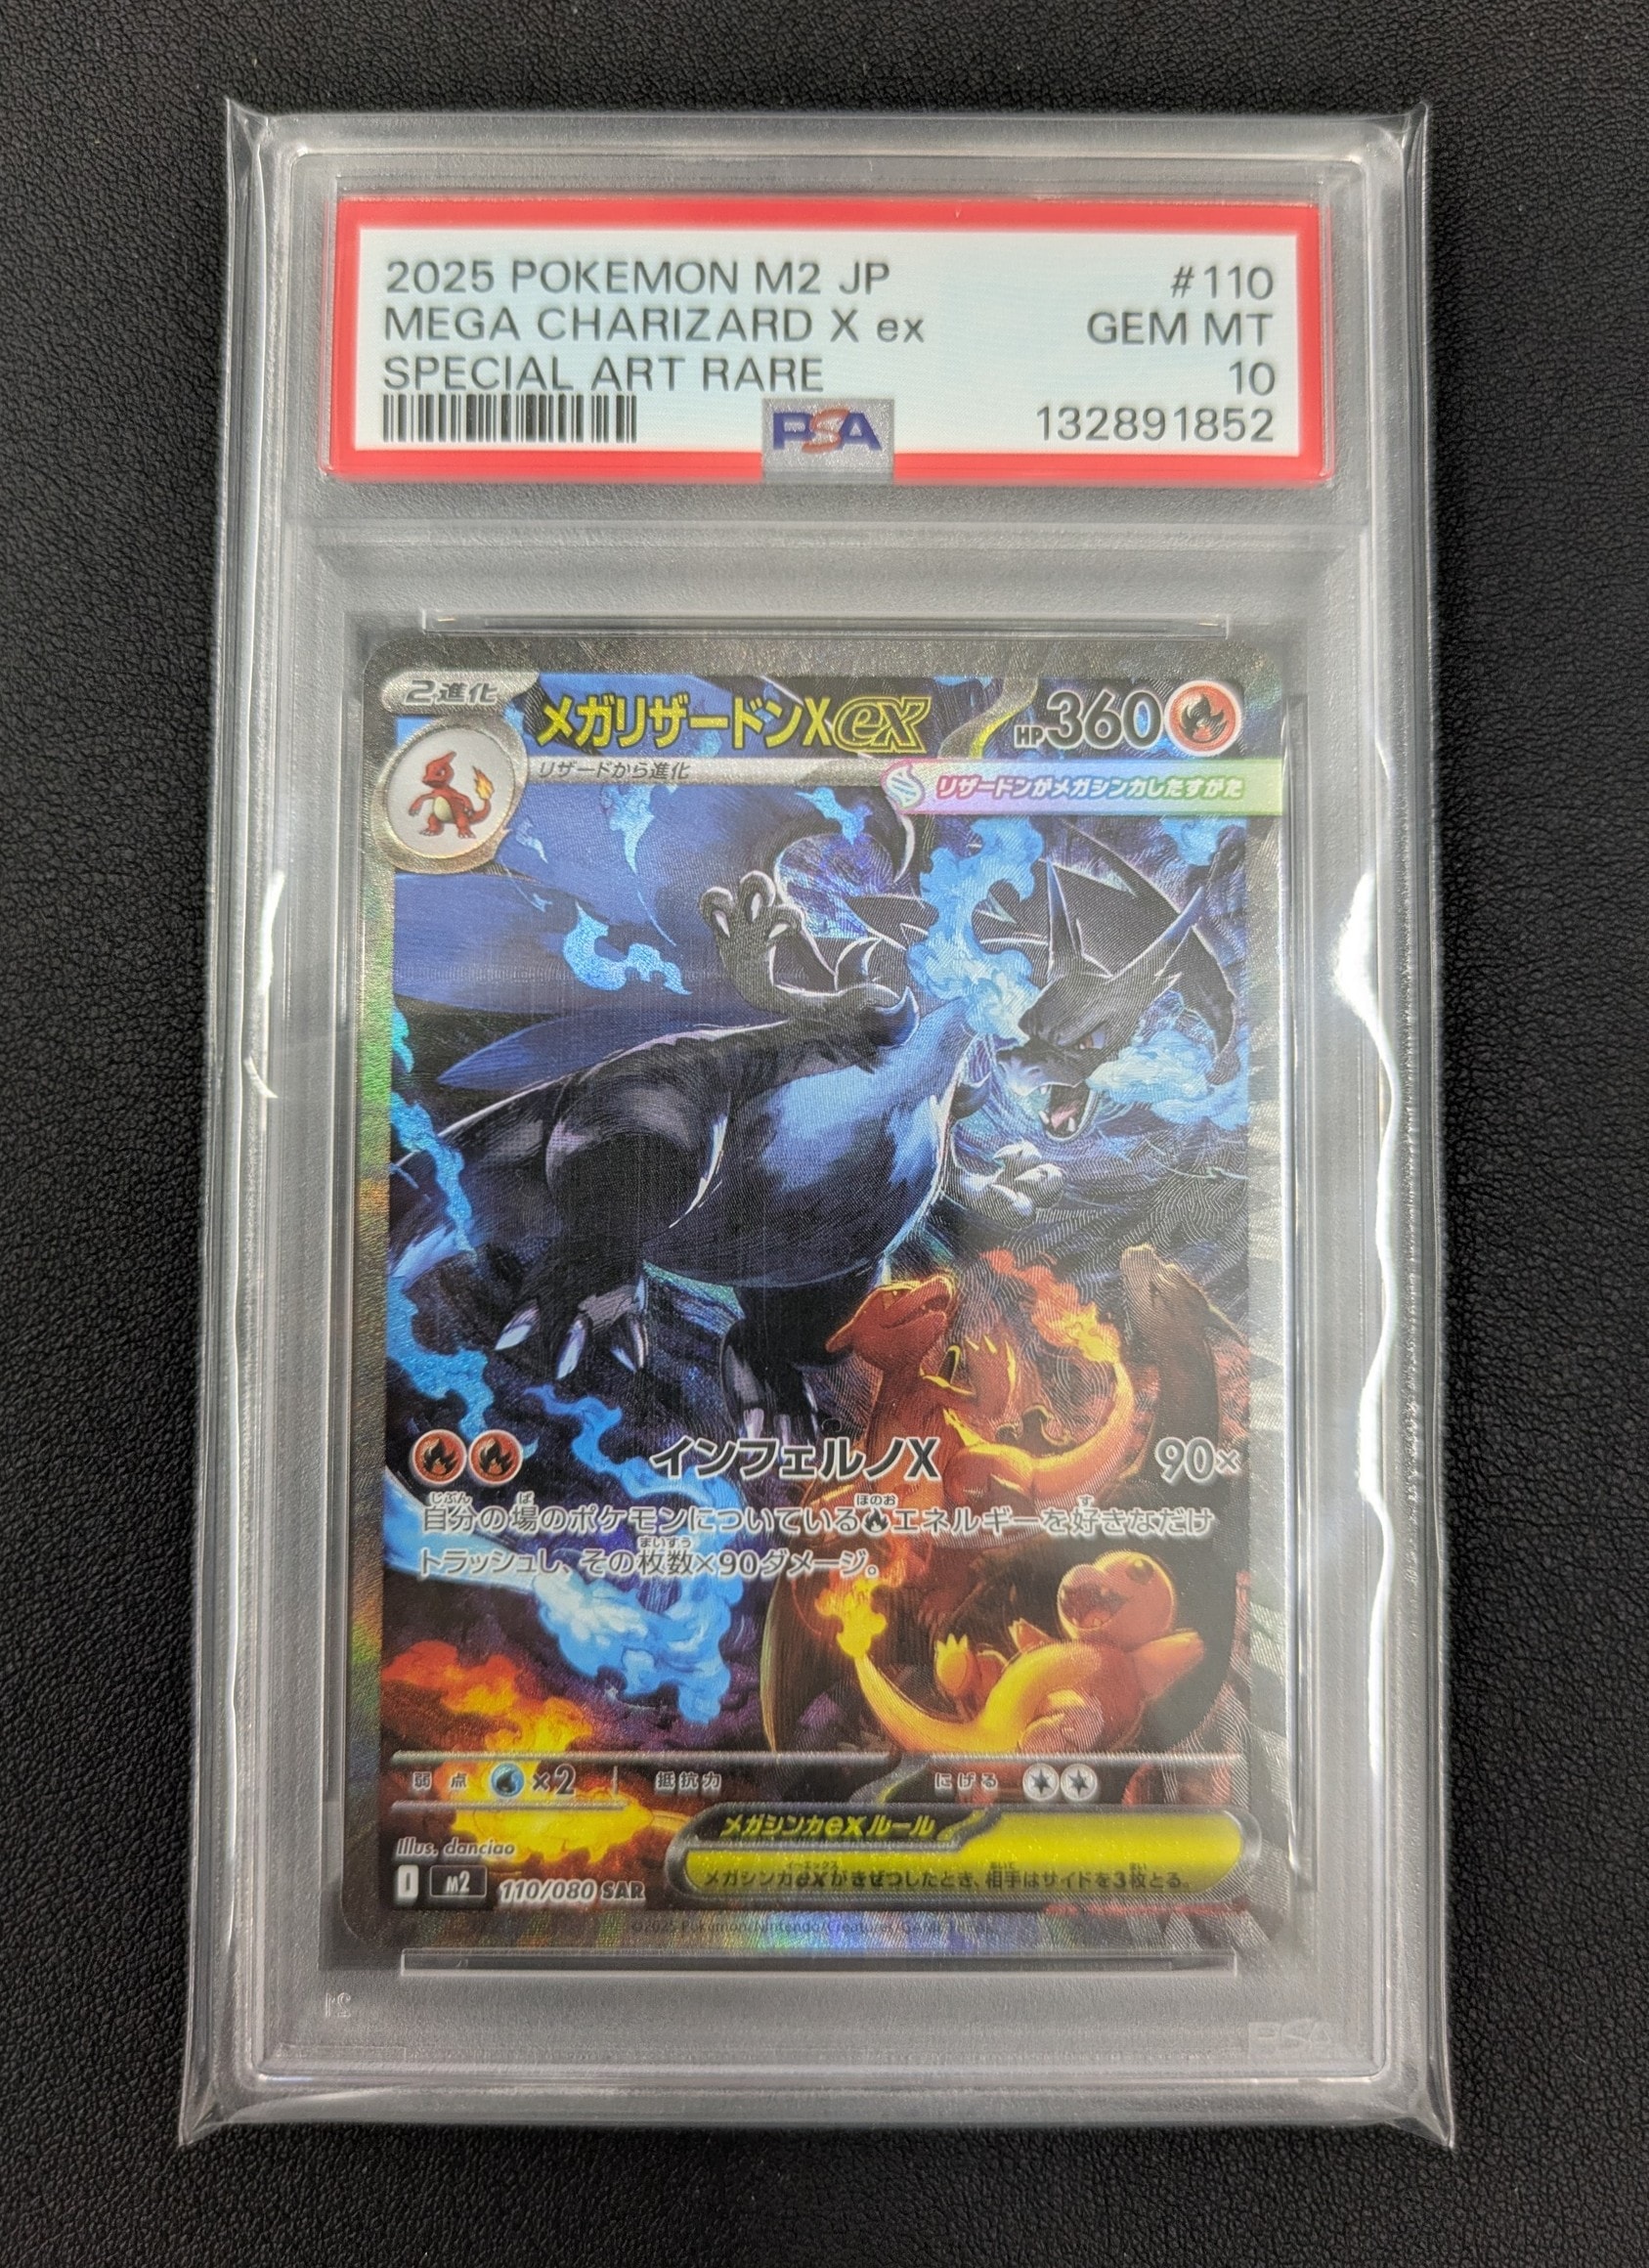 2025 POKEMON M2 JP #110
MEGA CHARIZARD X ex GEM MT
SPECIAL ART RARE 10
PSA 132891852
2進化 メガリザードンXex HP360
リザードから進化
リザードンがメガシンカしたすがた
インフェルノX 90×
自分の場のポケモンについているエネルギーを好きなだけ
トラッシュし、その枚数×90ダメージ。
弱点 ×2 抵抗力 にげる
メガシンカexルール
メガシンカexがきぜつしたとき、相手はサイドを3枚とる。
Illus. danciao
I M2 110/080 SAR
©2025 Pokémon/Nintendo/Creatures/GAME FREAK
PSA